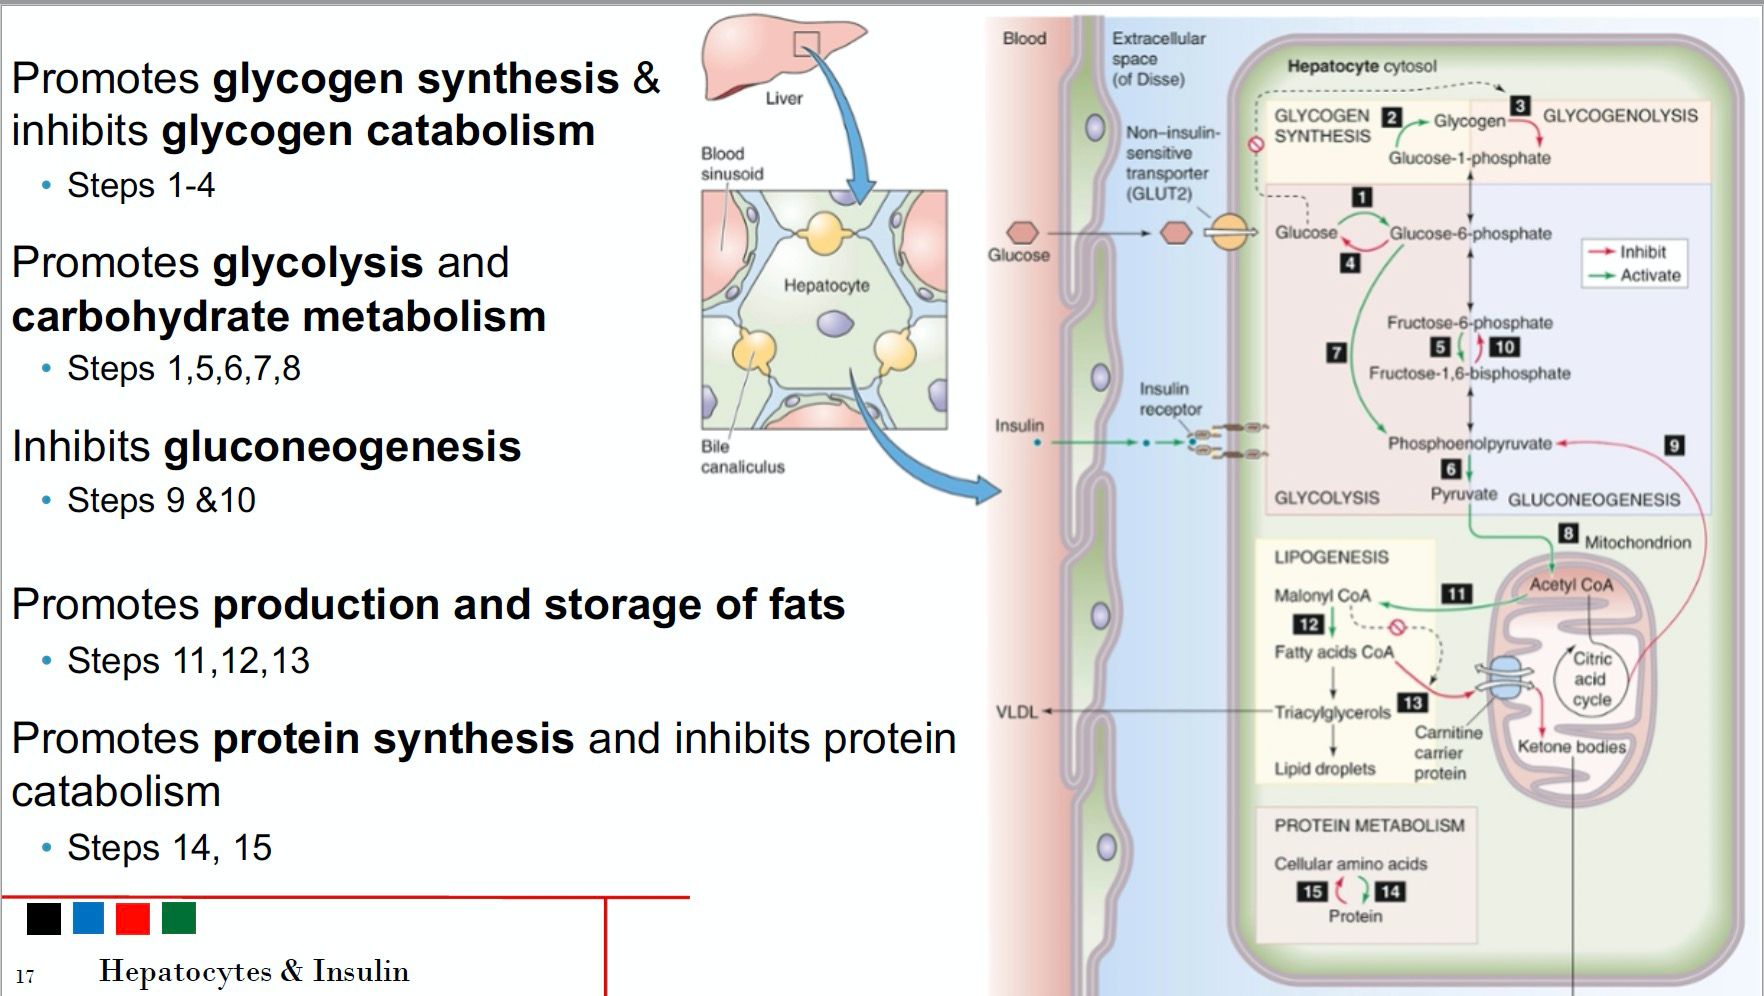 Promotes glycogen synthesis &
inhibits glycogen catabolism
• Steps 1-4
Promotes glycolysis and
carbohydrate metabolism
• Steps 1,5,6,7,8
Inhibits gluconeogenesis
• Steps 9 &10
Promotes production and storage of fats
• Steps 11,12,13
Promotes protein synthesis and inhibits protein
catabolism
• Steps 14, 15
17
Hepatocytes & Insulin
Liver
Blood
sinusoid
Hepatocyte
Bile
canaliculus
Blood
Extracellular
space
(of Disse)
Non–insulin-
sensitive
transporter
(GLUT2)
Glucose
Insulin
Insulin
receptor
VLDL
Hepatocyte cytosol
GLYCOGEN
SYNTHESIS
2
Glycogen
3
GLYCOGENOLYSIS
Glucose-1-phosphate
1
Glucose
Glucose-6-phosphate
4
Inhibit
Activate
Fructose-6-phosphate
7
5
10
Fructose-1,6-bisphosphate
Phosphoenolpyruvate
9
6
Pyruvate
GLYCOLYSIS
GLUCONEOGENESIS
8
Mitochondrion
LIPOGENESIS
Acetyl CoA
Malonyl CoA
11
12
Fatty acids CoA
Citric
acid
cycle
13
Triacylglycerols
Carnitine
carrier
protein
Ketone bodies
Lipid droplets
PROTEIN METABOLISM
Cellular amino acids
15
14
Protein